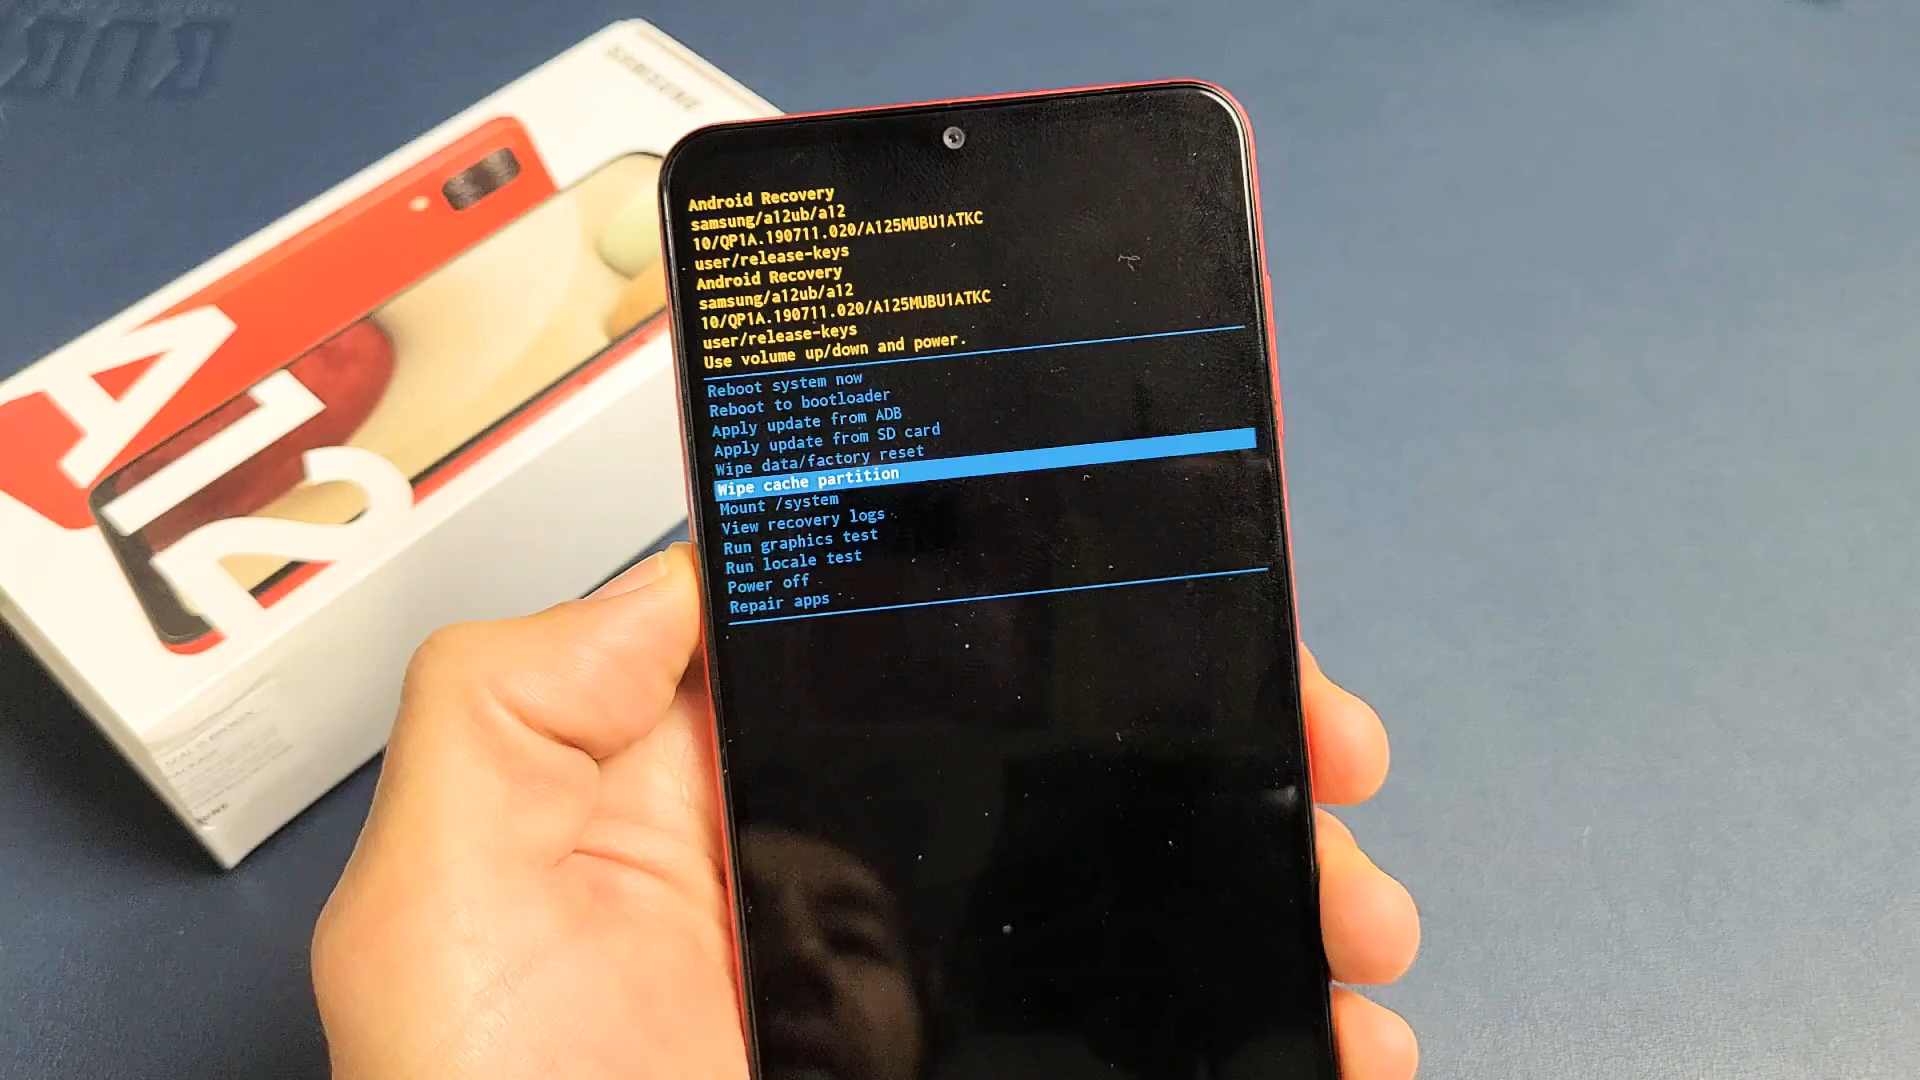 SAMSUNG
A12
Android Recovery
samsung/a12ub/a12
10/QP1A.190711.020/A125MUBU1ATKC
user/release-keys
Android Recovery
samsung/a12ub/a12
10/QP1A.190711.020/A125MUBU1ATKC
user/release-keys
Use volume up/down and power.
Reboot system now
Reboot to bootloader
Apply update from ADB
Apply update from SD card
Wipe data/factory reset
Wipe cache partition
Mount /system
View recovery logs
Run graphics test
Run locale test
Power off
Repair apps